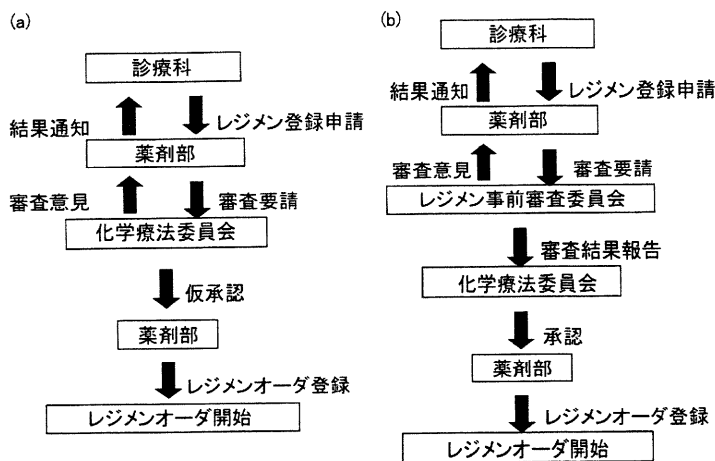 (a)
診療科
結果通知
レジメン登録申請
薬剤部
審査意見
審査要請
化学療法委員会
仮承認
薬剤部
レジメンオーダ登録
レジメンオーダ開始
(b)
診療科
結果通知
レジメン登録申請
薬剤部
審査意見
審査要請
レジメン事前審査委員会
審査結果報告
化学療法委員会
承認
薬剤部
レジメンオーダ登録
レジメンオーダ開始